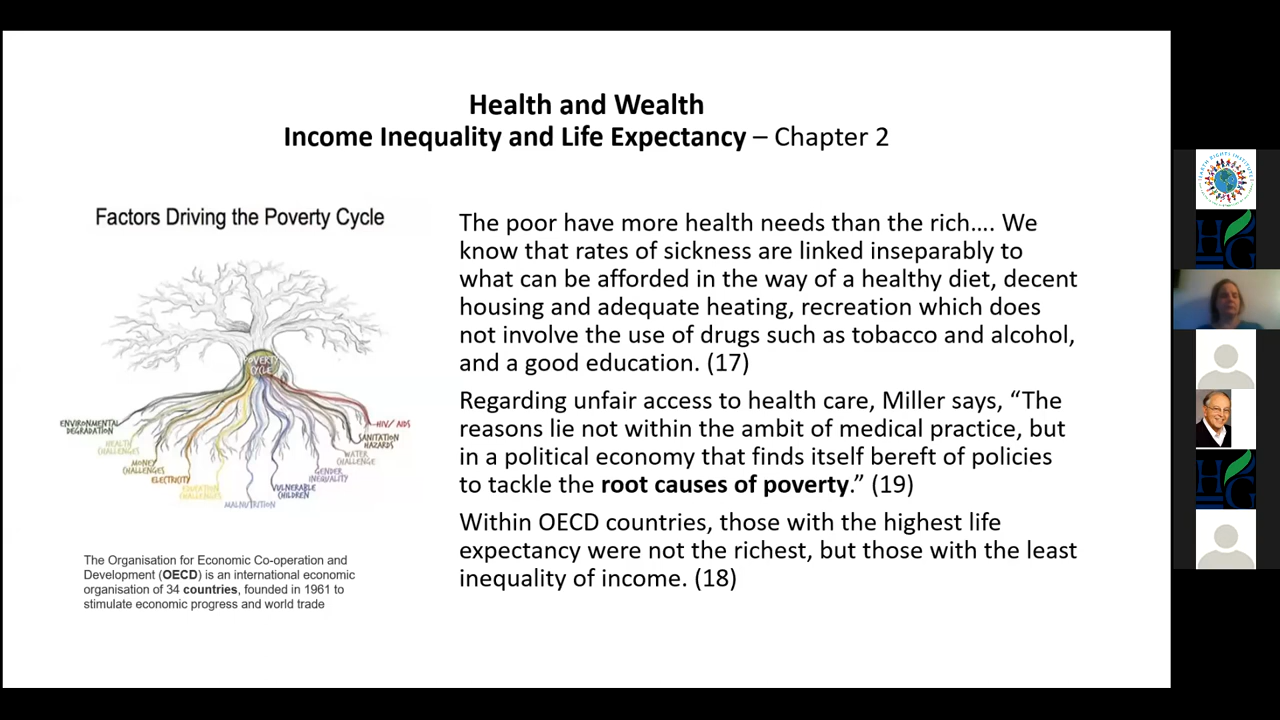 Health and Wealth
Income Inequality and Life Expectancy – Chapter 2
Factors Driving the Poverty Cycle
POVERTY
CYCLE
ENVIRONMENTAL
DEGRADATION
HEALTH
CHALLENGES
MONEY
CHALLENGES
ELECTRICITY
EDUCATION
CHALLENGES
MALNUTRITION
VULNERABLE
CHILDREN
GENDER
INEQUALITY
WATER
CHALLENGE
SANITATION
HAZARDS
HIV/ AIDS
The Organisation for Economic Co-operation and
Development (OECD) is an international economic
organisation of 34 countries, founded in 1961 to
stimulate economic progress and world trade
The poor have more health needs than the rich.... We
know that rates of sickness are linked inseparably to
what can be afforded in the way of a healthy diet, decent
housing and adequate heating, recreation which does
not involve the use of drugs such as tobacco and alcohol,
and a good education. (17)
Regarding unfair access to health care, Miller says, “The
reasons lie not within the ambit of medical practice, but
in a political economy that finds itself bereft of policies
to tackle the root causes of poverty.” (19)
Within OECD countries, those with the highest life
expectancy were not the richest, but those with the least
inequality of income. (18)
EARTH RIGHTS INSTITUTE
HG
HG